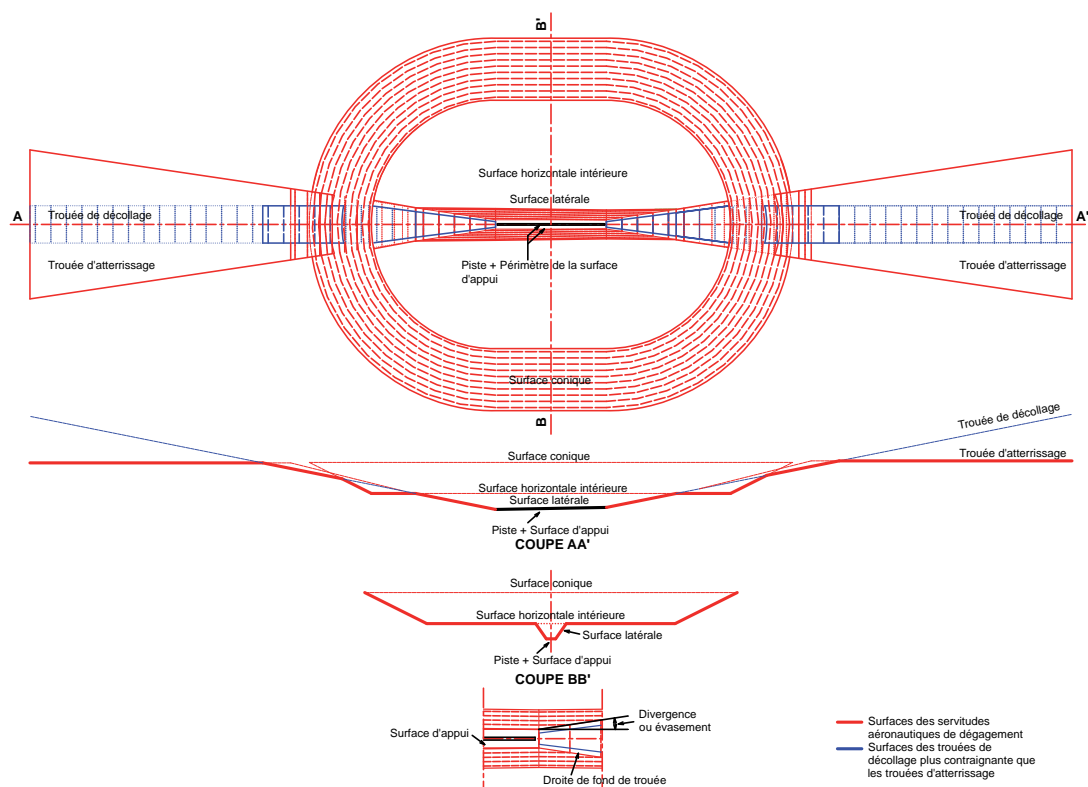 B'
Surface horizontale intérieure
Surface latérale
A
Trouée de décollage
Trouée de décollage
A'
Trouée d'atterrissage
Trouée d'atterrissage
Piste + Périmètre de la surface
d'appui
Surface conique
B
Trouée de décollage
Surface conique
Trouée d'atterrissage
Surface horizontale intérieure
Surface latérale
Piste + Surface d'appui
COUPE AA'
Surface conique
Surface horizontale intérieure
Surface latérale
Piste + Surface d'appui
COUPE BB'
Divergence
ou évasement
Surface d'appui
Droite de fond de trouée
Surfaces des servitudes
aéronautiques de dégagement
Surfaces des trouées de
décollage plus contraignante que
les trouées d'atterrissage